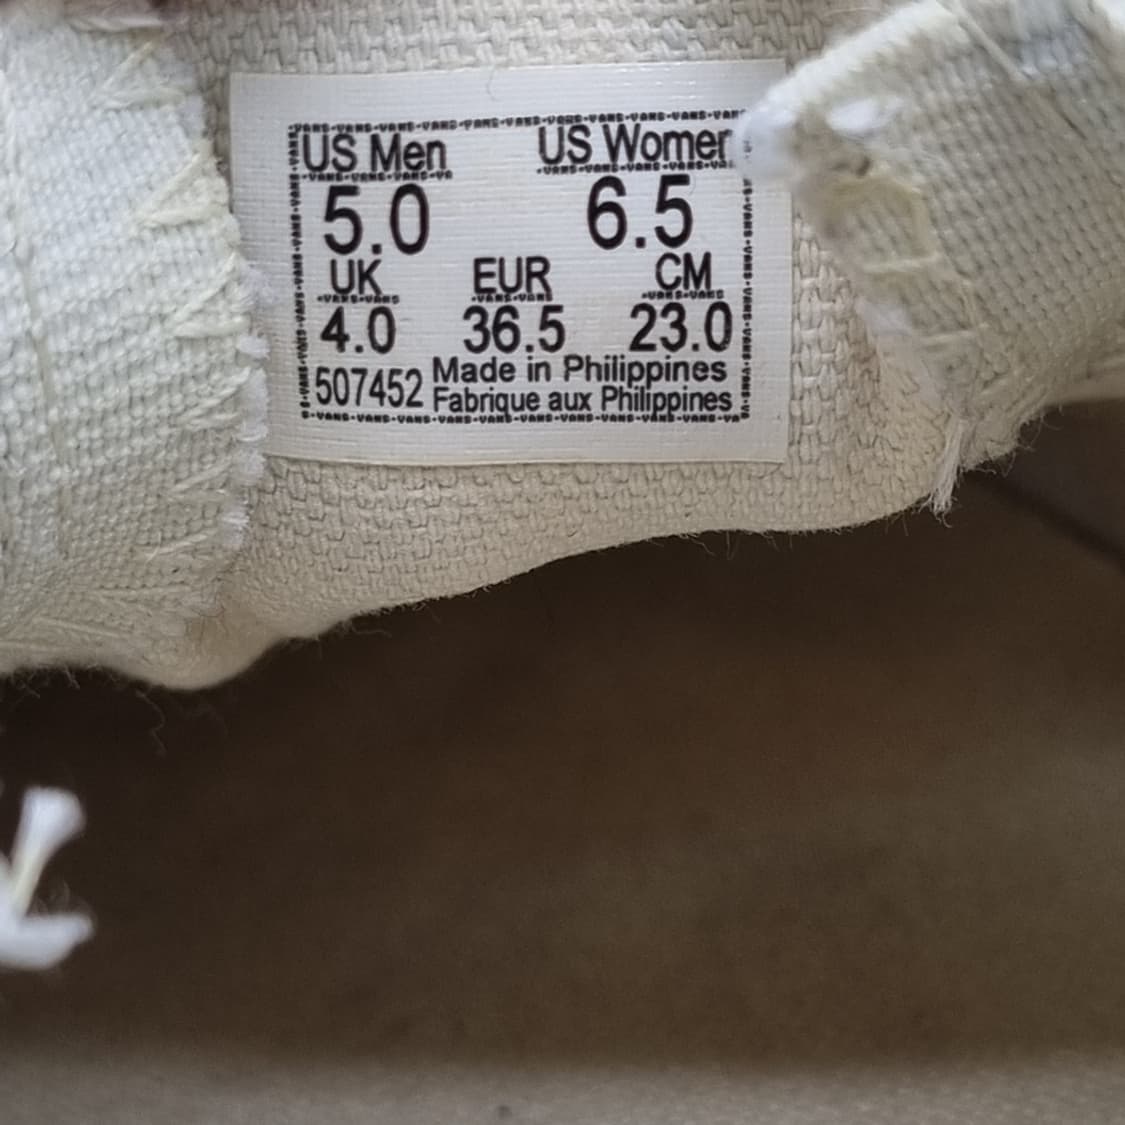 US Men US Women
5.0 6.5
UK EUR CM
4.0 36.5 23.0
507452 Made in Philippines
Fabrique aux Philippines